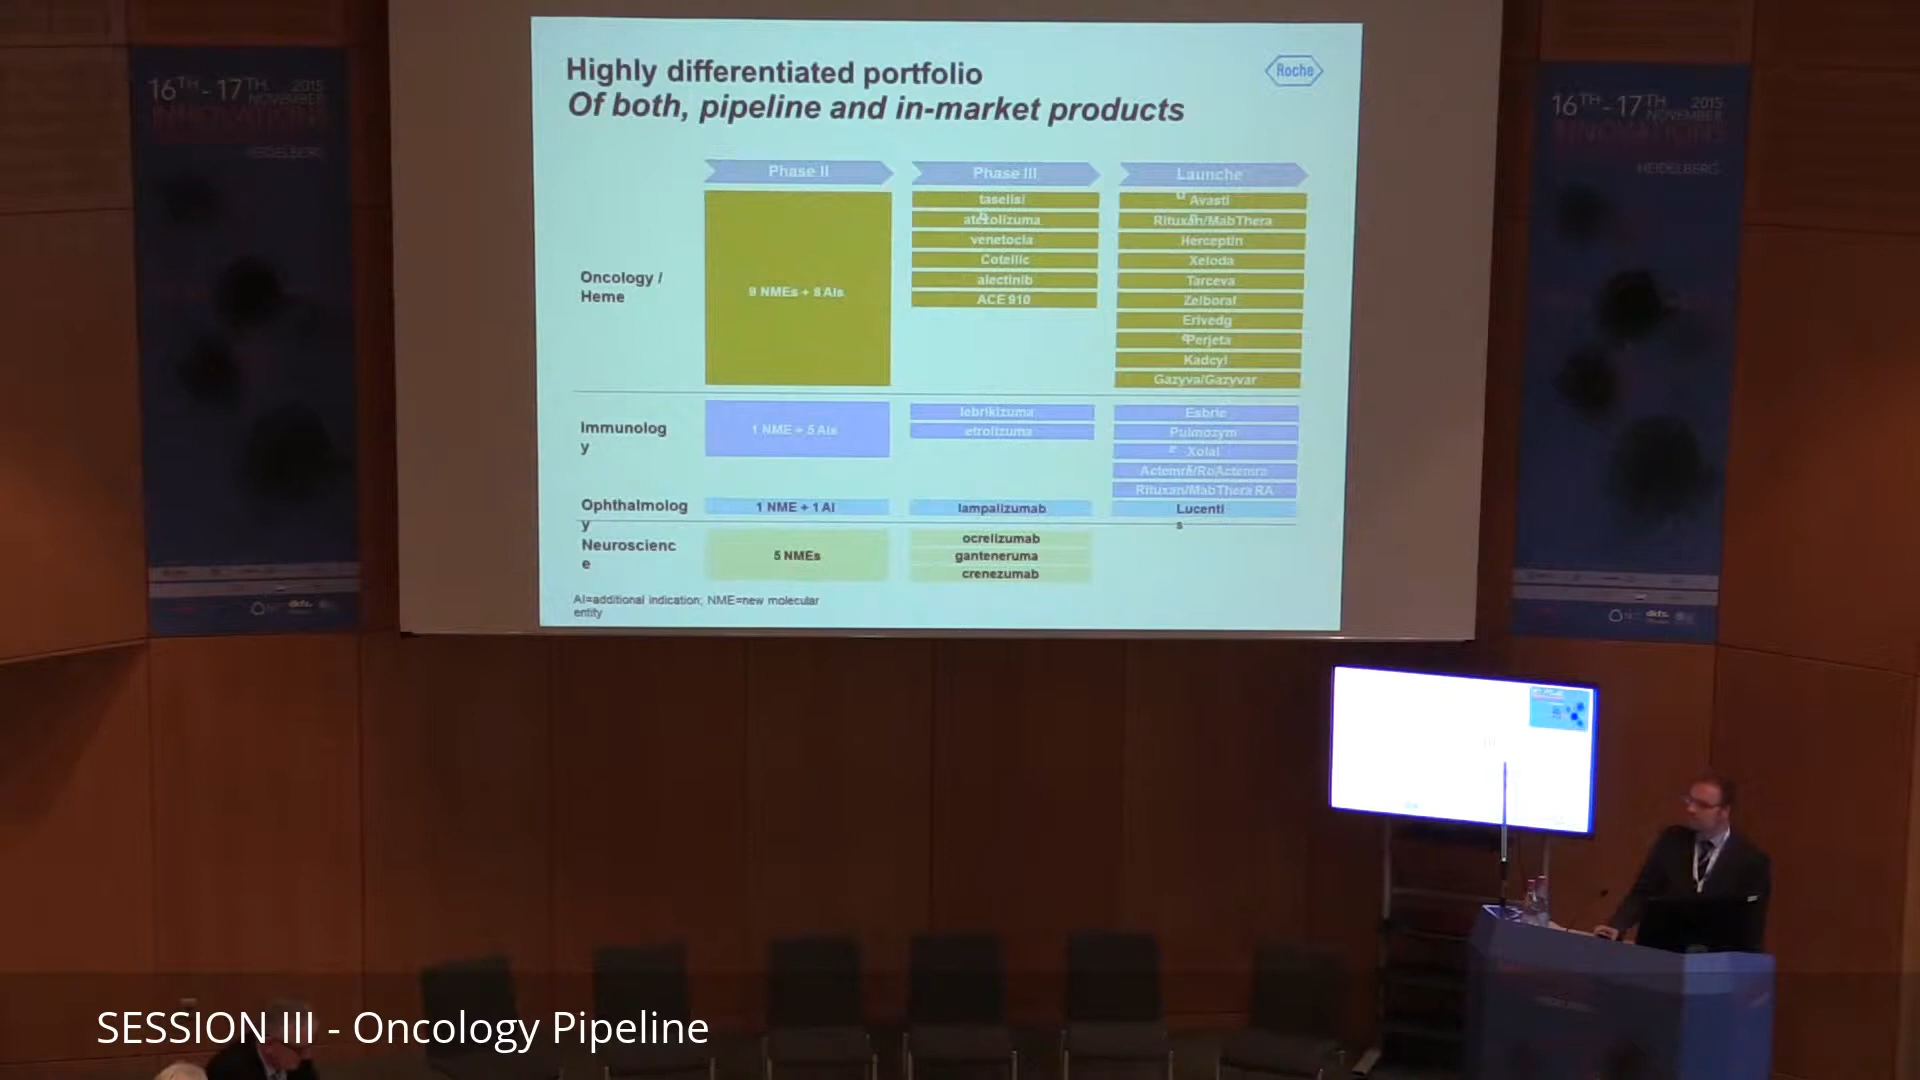 Highly differentiated portfolio
Of both, pipeline and in-market products
Roche
Phase II
Phase III
Launche
d
Oncology /
Heme
9 NMEs + 8 AIs
taselisi
b
atezolizuma
venetocla
Cotellic
alectinib
ACE 910
Avasti
n
Rituxan/MabThera
Herceptin
Xeloda
Tarceva
Zelboraf
Erivedg
e
Perjeta
Kadcyl
Gazyva/Gazyvar
Immunolog
y
1 NME + 5 AIs
lebrikizuma
etrolizuma
Esbrie
Pulmozym
e
Xolai
Actemra/RoActemra
Rituxan/MabThera RA
Ophthalmolog
y
1 NME + 1 AI
lampalizumab
Lucenti
s
Neuroscienc
e
5 NMEs
ocrelizumab
ganteneruma
crenezumab
AI=additional indication; NME=new molecular
entity
16TH - 17TH 2015
NOVEMBER
INNOVATIONS
HEIDELBERG
16TH - 17TH 2015
NOVEMBER
INNOVATIONS
HEIDELBERG
dkfz.
dkfz.
SESSION III - Oncology Pipeline